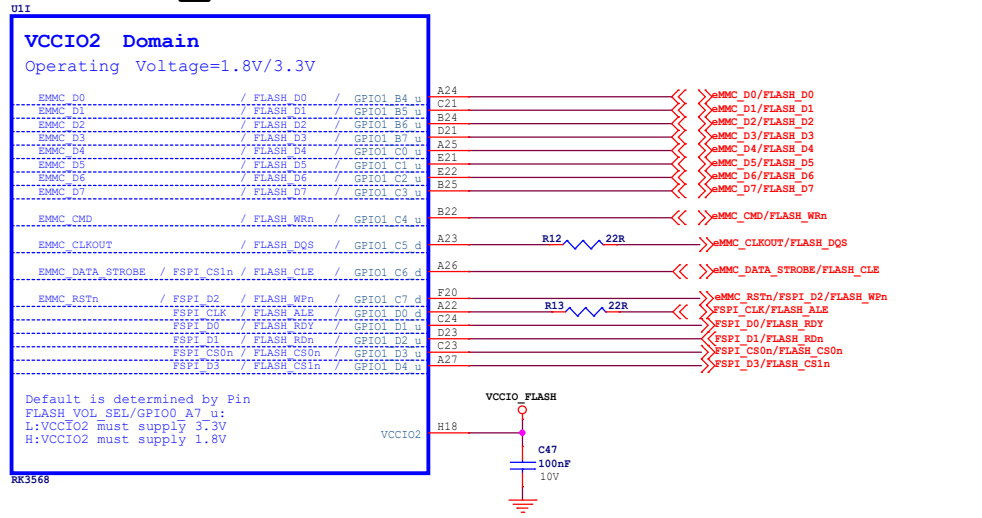 U1I
VCCIO2 Domain
Operating Voltage=1.8V/3.3V
EMMC_D0 / FLASH_D0 / GPIO1_B4_u A24 eMMC_D0/FLASH_D0
EMMC_D1 / FLASH_D1 / GPIO1_B5_u C21 eMMC_D1/FLASH_D1
EMMC_D2 / FLASH_D2 / GPIO1_B6_u B24 eMMC_D2/FLASH_D2
EMMC_D3 / FLASH_D3 / GPIO1_B7_u D21 eMMC_D3/FLASH_D3
EMMC_D4 / FLASH_D4 / GPIO1_C0_u A25 eMMC_D4/FLASH_D4
EMMC_D5 / FLASH_D5 / GPIO1_C1_u E21 eMMC_D5/FLASH_D5
EMMC_D6 / FLASH_D6 / GPIO1_C2_u E22 eMMC_D6/FLASH_D6
EMMC_D7 / FLASH_D7 / GPIO1_C3_u B25 eMMC_D7/FLASH_D7
EMMC_CMD / FLASH_WRn / GPIO1_C4_u B22 eMMC_CMD/FLASH_WRn
EMMC_CLKOUT / FLASH_DQS / GPIO1_C5_d A23 R12 22R eMMC_CLKOUT/FLASH_DQS
EMMC_DATA_STROBE / FSPI_CS1n / FLASH_CLE / GPIO1_C6_d A26 eMMC_DATA_STROBE/FLASH_CLE
EMMC_RSTn / FSPI_D2 / FLASH_WPn / GPIO1_C7_d F20 eMMC_RSTn/FSPI_D2/FLASH_WPn
FSPI_CLK / FLASH_ALE / GPIO1_D0_d A22 R13 22R FSPI_CLK/FLASH_ALE
FSPI_D0 / FLASH_RDY / GPIO1_D1_u C24 FSPI_D0/FLASH_RDY
FSPI_D1 / FLASH_RDn / GPIO1_D2_u D23 FSPI_D1/FLASH_RDn
FSPI_CS0n / FLASH_CS0n / GPIO1_D3_u C23 FSPI_CS0n/FLASH_CS0n
FSPI_D3 / FLASH_CS1n / GPIO1_D4_u A27 FSPI_D3/FLASH_CS1n
Default is determined by Pin
FLASH_VOL_SEL/GPIO0_A7_u:
L:VCCIO2 must supply 3.3V
H:VCCIO2 must supply 1.8V
VCCIO2 H18
VCCIO_FLASH
C47
100nF
10V
RK3568